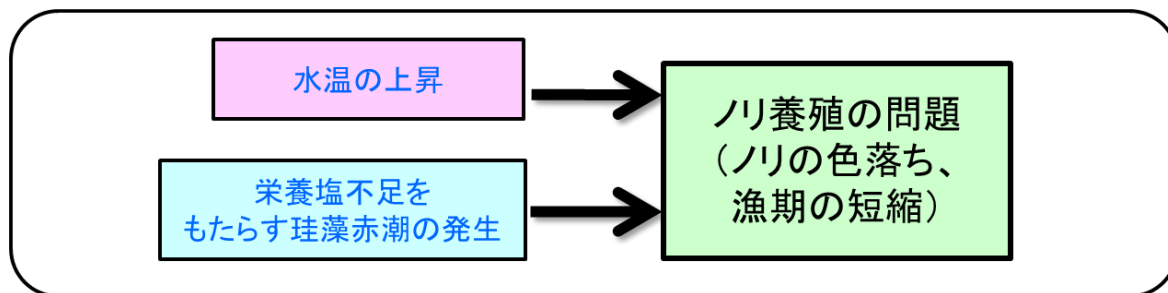 水温の上昇
栄養塩不足を
もたらす珪藻赤潮の発生
ノリ養殖の問題
（ノリの色落ち、
漁期の短縮）